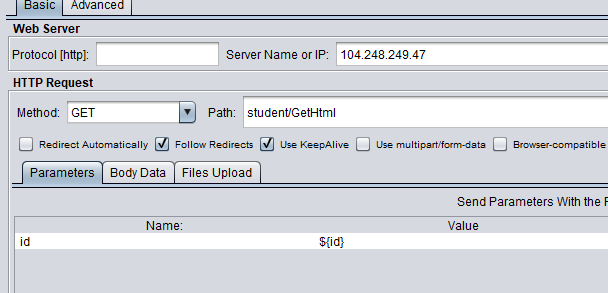 Basic Advanced
Web Server
Protocol [http]: Server Name or IP: 104.248.249.47
HTTP Request
Method: GET Path: student/GetHtml
Redirect Automatically Follow Redirects Use KeepAlive Use multipart/form-data Browser-compatible
Parameters Body Data Files Upload
Send Parameters With the
Name: Value
id ${id}